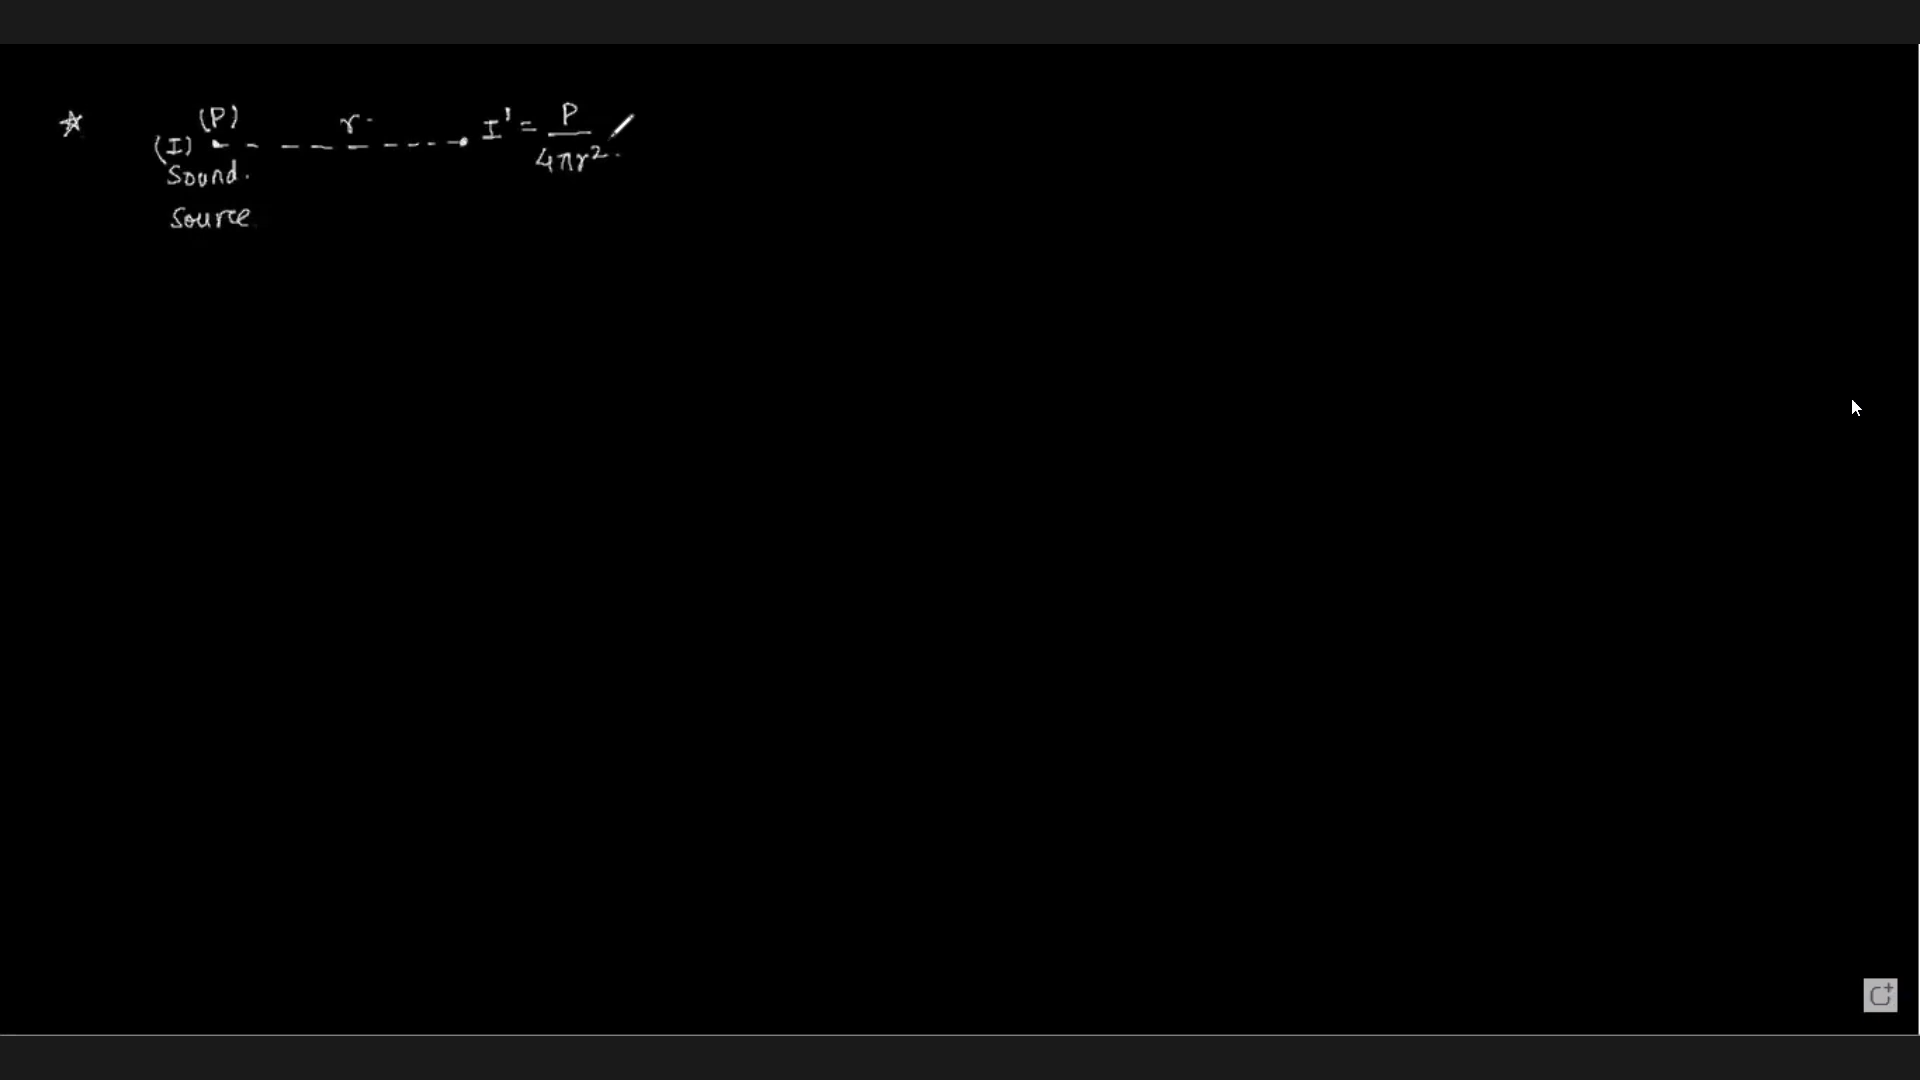 (P)
(I) r I' = P / 4πr².
Sound.
Source